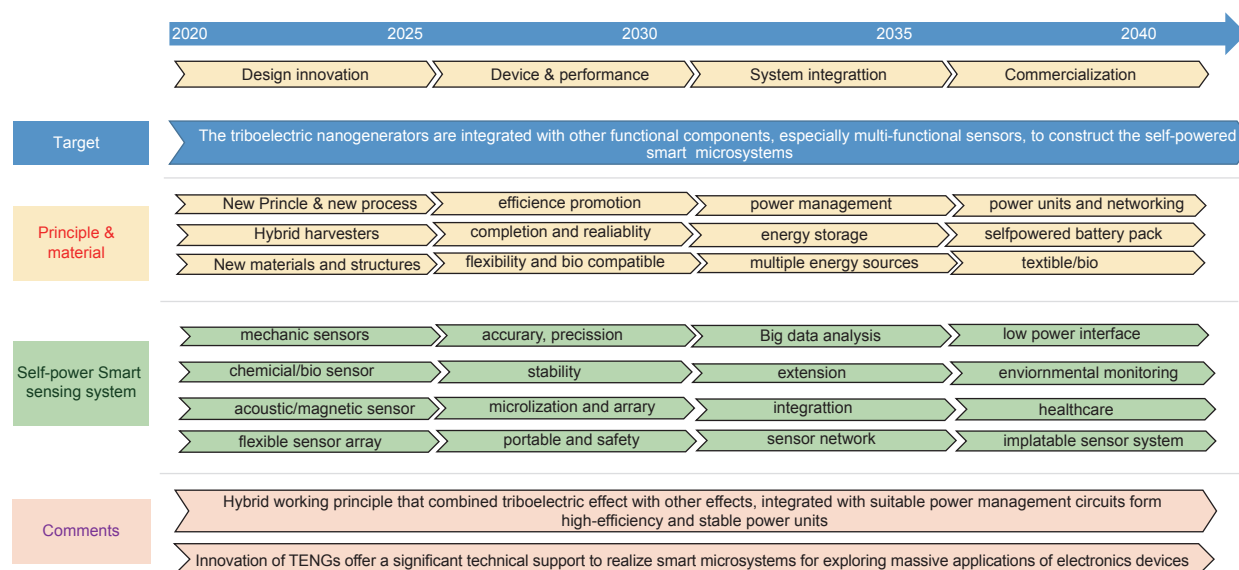 2020 2025 2030 2035 2040
Design innovation Device & performance System integrattion Commercialization
Target
The triboelectric nanogenerators are integrated with other functional components, especially multi-functional sensors, to construct the self-powered
smart microsystems
Principle &
material
New Princle & new process efficience promotion power management power units and networking
Hybrid harvesters completion and realiablity energy storage selfpowered battery pack
New materials and structures flexibility and bio compatible multiple energy sources textible/bio
Self-power Smart
sensing system
mechanic sensors accurary, precission Big data analysis low power interface
chemicial/bio sensor stability extension enviornmental monitoring
acoustic/magnetic sensor microlization and arrary integrattion healthcare
flexible sensor array portable and safety sensor network implatable sensor system
Comments
Hybrid working principle that combined triboelectric effect with other effects, integrated with suitable power management circuits form
high-efficiency and stable power units
Innovation of TENGs offer a significant technical support to realize smart microsystems for exploring massive applications of electronics devices